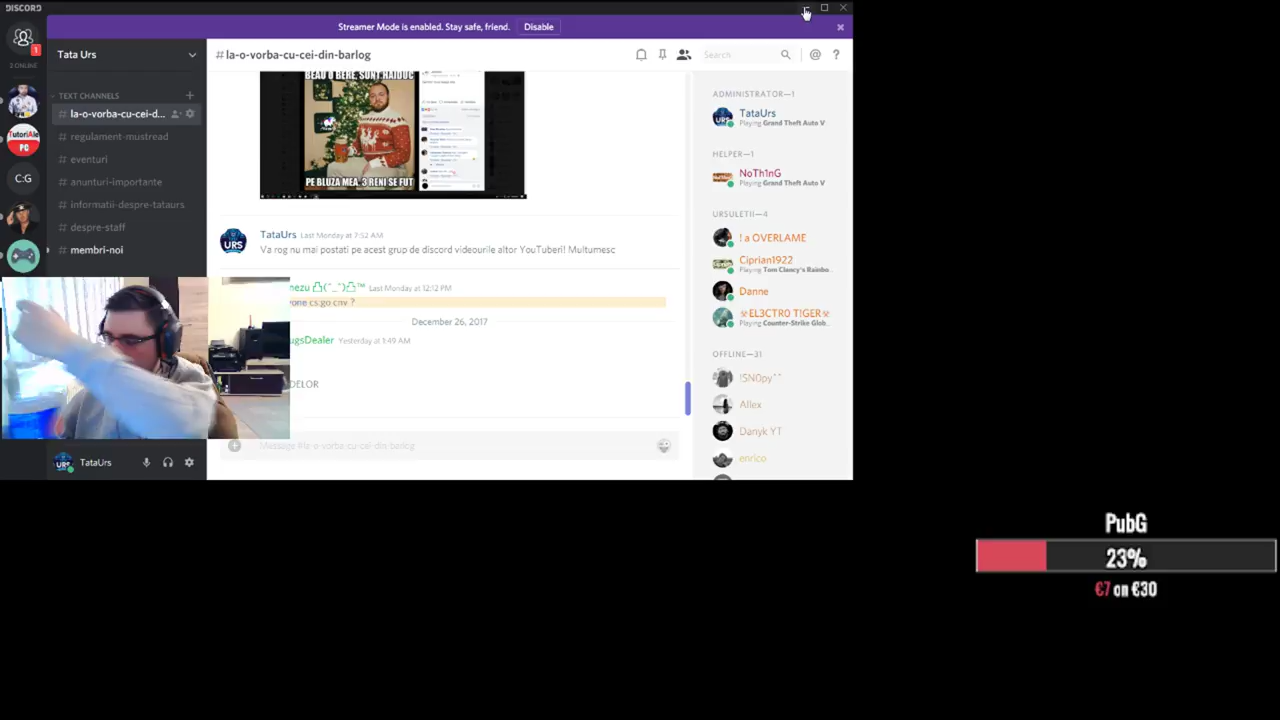 DISCORD
Streamer Mode is enabled. Stay safe, friend.
Disable
1
2 ONLINE
TutoriAle
PC
C:G
Tata Urs
TEXT CHANNELS
# la-o-vorba-cu-cei-d...
# regulament-mustread
# eventuri
# anunturi-importante
# informatii-despre-tataurs
# despre-staff
# membri-noi
TataUrs
# la-o-vorba-cu-cei-din-barlog
Search
BEAU O BERE, SUNT HAIDUC
PE BLUZA MEA, 3 RENI SE FUT
URS
TataUrs Last Monday at 7:52 AM
Va rog nu mai postati pe acest grup de discord videourile altor YouTuberi! Multumesc
Last Monday at 12:12 PM
cs:go cnv ?
December 26, 2017
ugsDealer Yesterday at 1:49 AM
DELOR
Message #la-o-vorba-cu-cei-din-barlog
ADMINISTRATOR—1
TataUrs
Playing Grand Theft Auto V
HELPER—1
NoTh1nG
Playing Grand Theft Auto V
URSULETII—4
! a OVERLAME
Ciprian1922
Playing Tom Clancy's Rainbo...
Danne
☣EL3CTR0 T!GER☣
Playing Counter-Strike Glob...
OFFLINE—31
!SN0py^^
Allex
Danyk YT
enrico
PubG
23%
€7 on €30